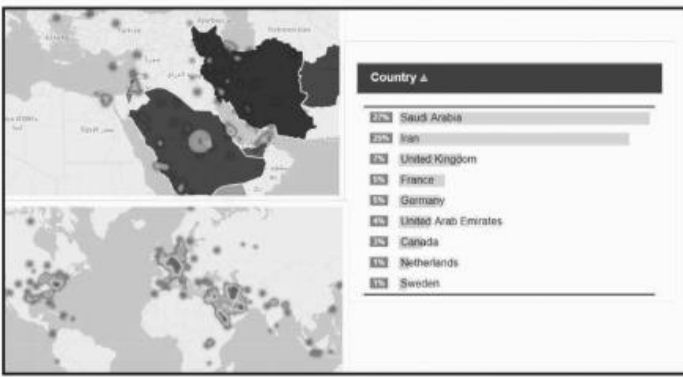 Country ▵
27% Saudi Arabia
25% Iran
7% United Kingdom
5% France
5% Germany
4% United Arab Emirates
3% Canada
1% Netherlands
1% Sweden